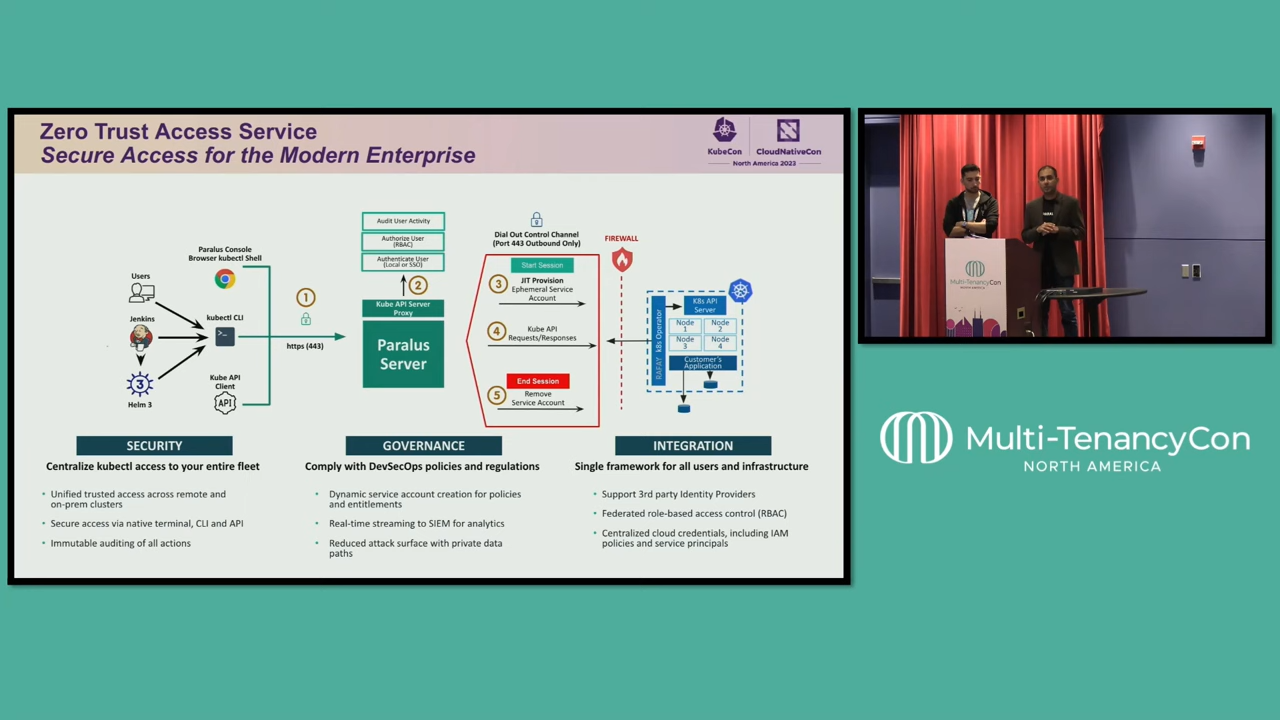 Zero Trust Access Service
Secure Access for the Modern Enterprise
KubeCon
CloudNativeCon
North America 2023
Paralus Console
Browser kubectl Shell
Users
Jenkins
Helm 3
kubectl CLI
Kube API
Client
API
1
https (443)
Audit User Activity
Authorize User
(RBAC)
Authenticate User
(Local or SSO)
2
Kube API Server
Proxy
Paralus
Server
Dial Out Control Channel
(Port 443 Outbound Only)
Start Session
3
JIT Provision
Ephemeral Service
Account
4
Kube API
Requests/Responses
End Session
5
Remove
Service Account
FIREWALL
RAFAY k8s Operator
K8s API
Server
Node
1
Node
2
Node
3
Node
4
Customer's
Application
SECURITY
Centralize kubectl access to your entire fleet
• Unified trusted access across remote and
on-prem clusters
• Secure access via native terminal, CLI and API
• Immutable auditing of all actions
GOVERNANCE
Comply with DevSecOps policies and regulations
• Dynamic service account creation for policies
and entitlements
• Real-time streaming to SIEM for analytics
• Reduced attack surface with private data
paths
INTEGRATION
Single framework for all users and infrastructure
• Support 3rd party Identity Providers
• Federated role-based access control (RBAC)
• Centralized cloud credentials, including IAM
policies and service principals
Multi-TenancyCon
NORTH AMERICA
Multi-TenancyCon
NORTH AMERICA